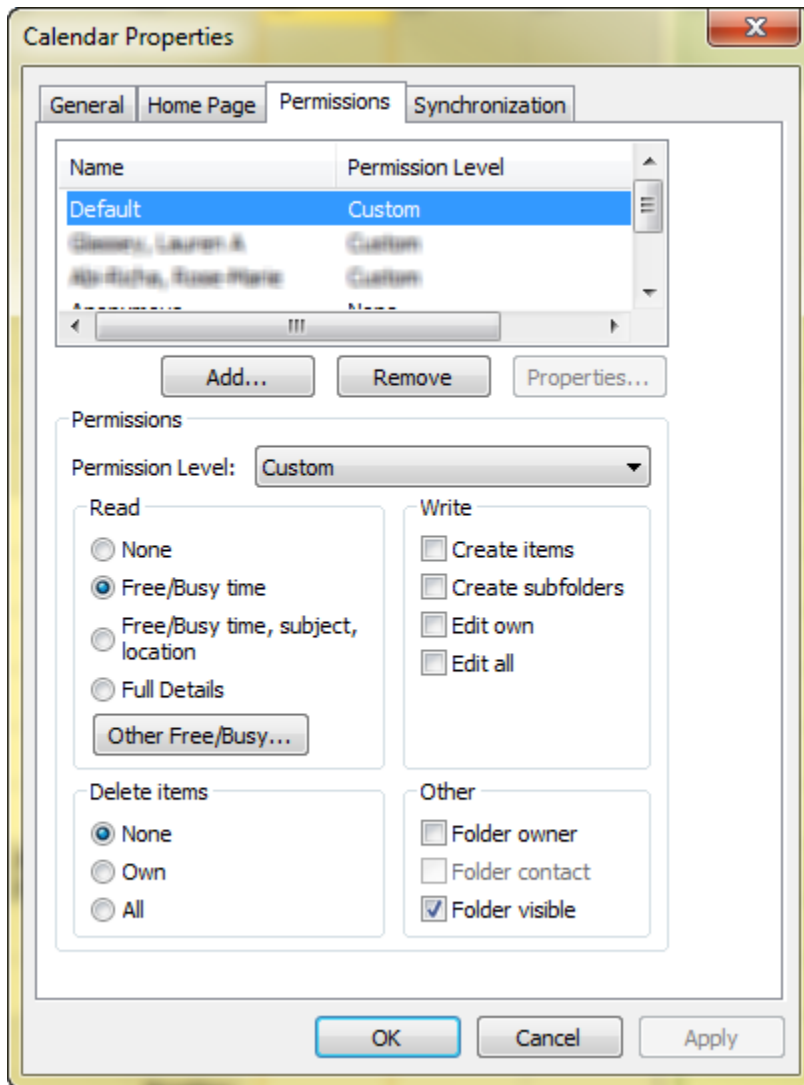 Calendar Properties
General Home Page Permissions Synchronization
Name Permission Level
Default Custom
Custom
Custom
Add... Remove Properties...
Permissions
Permission Level: Custom
Read Write
None Create items
Free/Busy time Create subfolders
Free/Busy time, subject, Edit own
location
Edit all
Full Details
Other Free/Busy...
Delete items Other
None Folder owner
Own Folder contact
All Folder visible
OK Cancel Apply